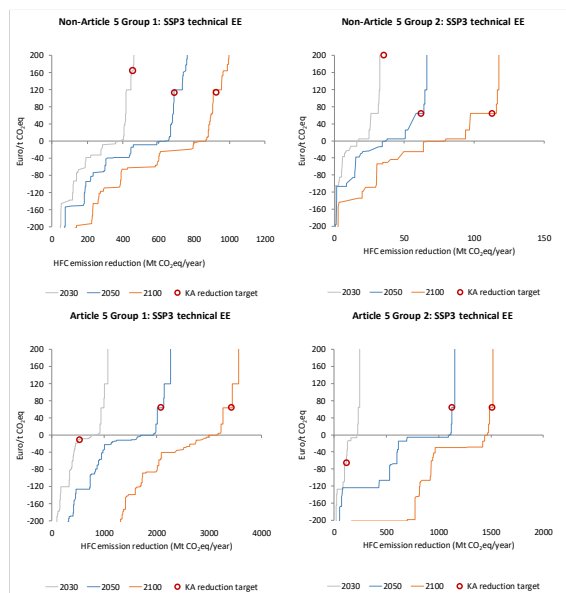 Non-Article 5 Group 1: SSP3 technical EE
200
160
120
80
40
0
-40
-80
-120
-160
-200
Euro/t CO2eq
0 200 400 600 800 1000 1200
HFC emission reduction (Mt CO2eq/year)
2030 2050 2100 KA reduction target
Non-Article 5 Group 2: SSP3 technical EE
200
160
120
80
40
0
-40
-80
-120
-160
-200
Euro/t CO2eq
0 50 100 150
HFC emission reduction (Mt CO2eq/year)
2030 2050 2100 KA reduction target
Article 5 Group 1: SSP3 technical EE
200
160
120
80
40
0
-40
-80
-120
-160
-200
Euro/t CO2eq
0 1000 2000 3000 4000
HFC emission reduction (Mt CO2eq/year)
2030 2050 2100 KA reduction target
Article 5 Group 2: SSP3 technical EE
200
160
120
80
40
0
-40
-80
-120
-160
-200
Euro/t CO2eq
0 500 1000 1500 2000
HFC emission reduction (Mt CO2eq/year)
2030 2050 2100 KA reduction target